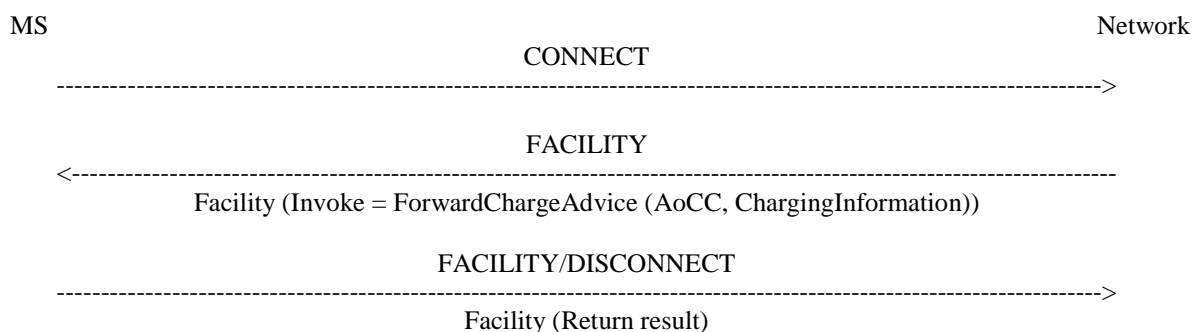 MS Network
CONNECT
------------------------------------------------------------------------------------------------------------------------>
FACILITY
<------------------------------------------------------------------------------------------------------------------------
Facility (Invoke = ForwardChargeAdvice (AoCC, ChargingInformation))
FACILITY/DISCONNECT
------------------------------------------------------------------------------------------------------------------------>
Facility (Return result)